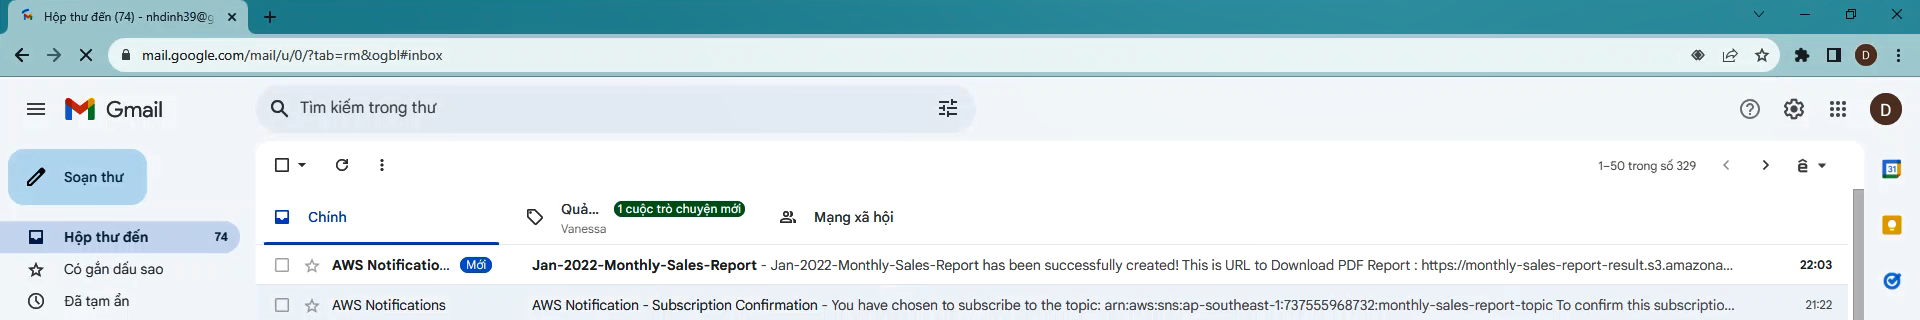 Hộp thư đến (74) - nhdinh39@g
mail.google.com/mail/u/0/?tab=rm&ogbl#inbox
D
Gmail
Tìm kiếm trong thư
D
Soạn thư
1–50 trong số 329
31
Chính
Quả...
1 cuộc trò chuyện mới
Vanessa
Mạng xã hội
Hộp thư đến 74
AWS Notificatio... Mới Jan-2022-Monthly-Sales-Report - Jan-2022-Monthly-Sales-Report has been successfully created! This is URL to Download PDF Report : https://monthly-sales-report-result.s3.amazona... 22:03
Có gắn dấu sao
Đã tạm ẩn
AWS Notifications AWS Notification - Subscription Confirmation - You have chosen to subscribe to the topic: arn:aws:sns:ap-southeast-1:737555968732:monthly-sales-report-topic To confirm this subscriptio... 21:22